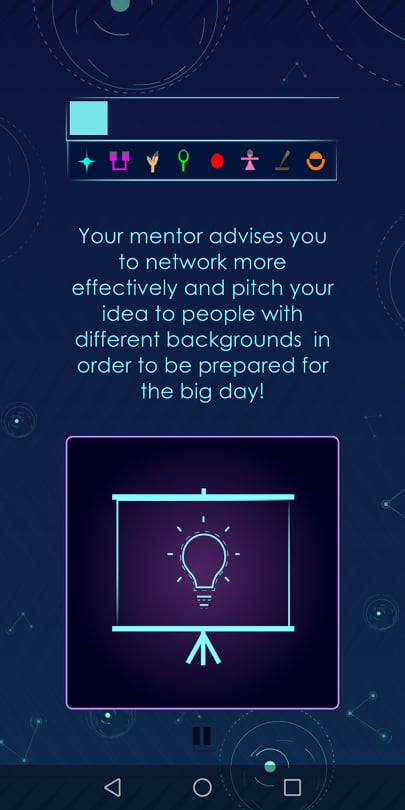 Your mentor advises you
to network more
effectively and pitch your
idea to people with
different backgrounds  in
order to be prepared for
the big day!